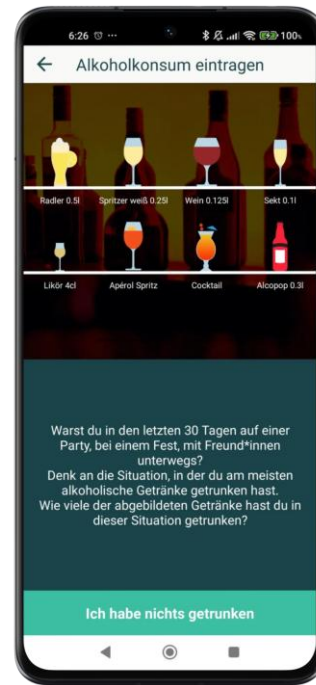 6:26 ... 100%
Alkoholkonsum eintragen
Radler 0.5l Spritzer weiß 0.25l Wein 0.125l Sekt 0.1l
Likör 4cl Apérol Spritz Cocktail Alcopop 0.3l
Warst du in den letzten 30 Tagen auf einer
Party, bei einem Fest, mit Freund*innen
unterwegs?
Denk an die Situation, in der du am meisten
alkoholische Getränke getrunken hast.
Wie viele der abgebildeten Getränke hast du in
dieser Situation getrunken?
Ich habe nichts getrunken